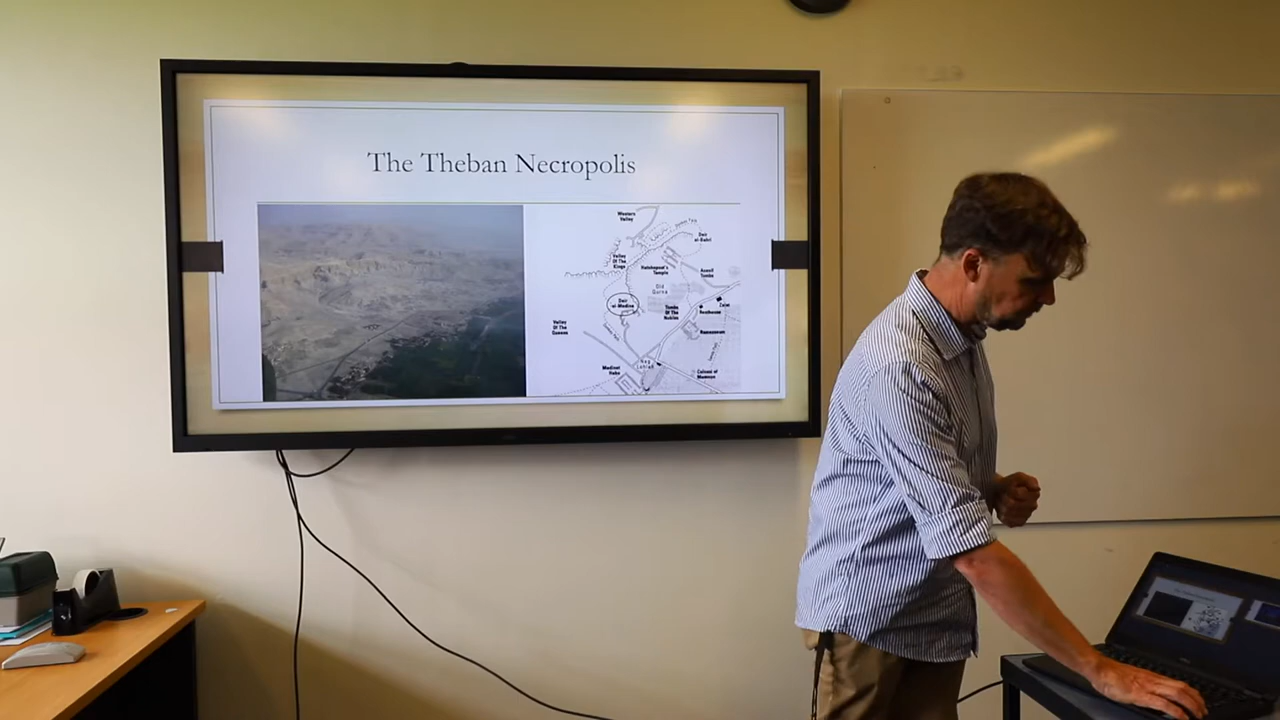 The Theban Necropolis
Western
Valley
Deir
el-Bahri
Valley
Of The
Kings
Hatshepsut's
Temple
Assasif
Tombs
Old
Gurna
Deir
el-Medina
Tombs
Of The
Nobles
Ramesseum
Valley
Of The
Queens
Medinet
Habu
Colossi of
Memnon